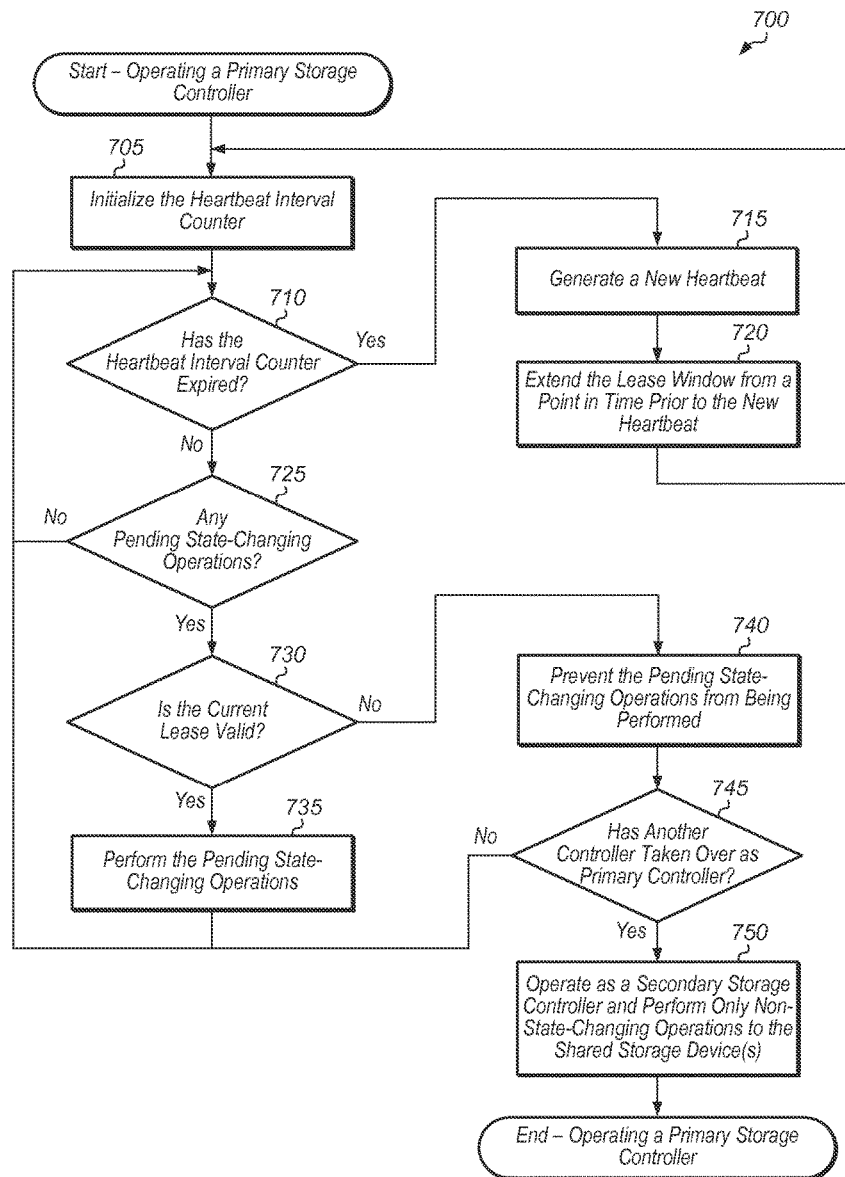 700
Start – Operating a Primary Storage
Controller
705
Initialize the Heartbeat Interval
Counter
715
Generate a New Heartbeat
710
Has the
Heartbeat Interval Counter
Expired?
Yes
No
720
Extend the Lease Window from a
Point in Time Prior to the New
Heartbeat
725
No
Any
Pending State-Changing
Operations?
Yes
730
Is the Current
Lease Valid?
No
Yes
740
Prevent the Pending State-
Changing Operations from Being
Performed
735
Perform the Pending State-
Changing Operations
745
No
Has Another
Controller Taken Over as
Primary Controller?
Yes
750
Operate as a Secondary Storage
Controller and Perform Only Non-
State-Changing Operations to the
Shared Storage Device(s)
End – Operating a Primary Storage
Controller